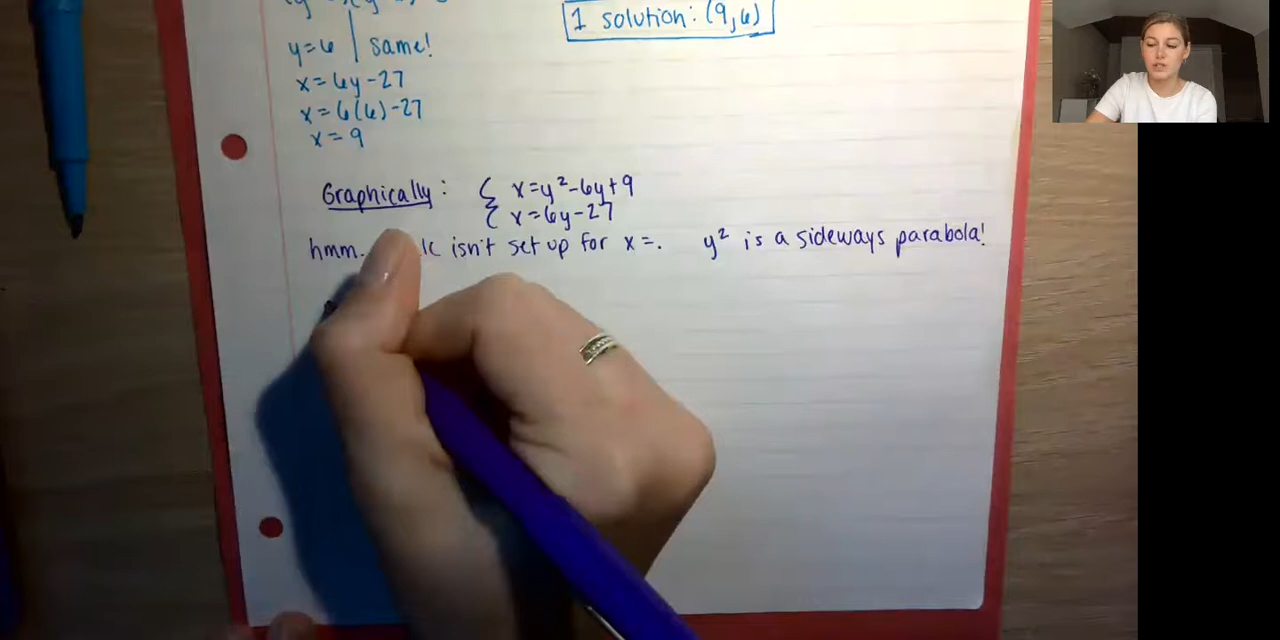 y=6 | same!
x=6y-27
x=6(6)-27
x=9
1 solution: (9,6)
Graphically: { x=y²-6y+9
{ x=6y-27
hmm. isn't set up for x=. y² is a sideways parabola!